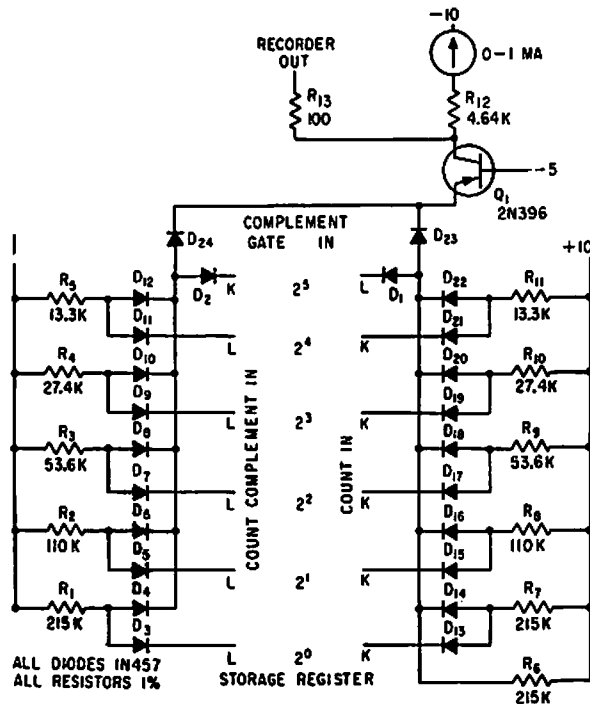 −10
0–1 MA
RECORDER
OUT
R13
100
R12
4.64K
−5
Q1
2N396
COMPLEMENT
GATE IN
D24
D23
+10
D2
K
2^5
L
D1
R5
13.3K
D12
D11
L
2^4
K
D22
D21
R11
13.3K
R4
27.4K
D10
D9
L
2^3
K
D20
D19
R10
27.4K
R3
53.6K
D8
D7
L
2^2
K
D18
D17
R9
53.6K
COUNT COMPLEMENT IN
COUNT IN
R2
110K
D6
D5
L
2^1
K
D16
D15
R8
110K
R1
215K
D4
D3
L
2^0
K
D14
D13
R7
215K
R6
215K
ALL DIODES 1N457
ALL RESISTORS 1%
STORAGE REGISTER